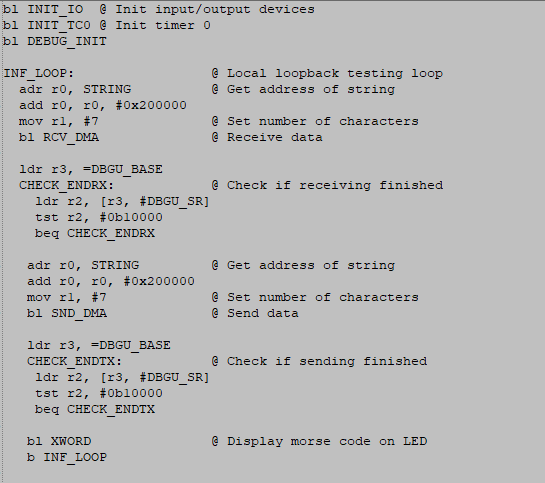 bl INIT_IO  @ Init input/output devices
bl INIT_TC0 @ Init timer 0
bl DEBUG_INIT

INF_LOOP:                 @ Local loopback testing loop
  adr r0, STRING          @ Get address of string
  add r0, r0, #0x200000
  mov r1, #7              @ Set number of characters
  bl RCV_DMA              @ Receive data

  ldr r3, =DBGU_BASE
  CHECK_ENDRX:            @ Check if receiving finished
    ldr r2, [r3, #DBGU_SR]
    tst r2, #0b10000
    beq CHECK_ENDRX

   adr r0, STRING         @ Get address of string
   add r0, r0, #0x200000
   mov r1, #7             @ Set number of characters
   bl SND_DMA             @ Send data

   ldr r3, =DBGU_BASE
   CHECK_ENDTX:           @ Check if sending finished
    ldr r2, [r3, #DBGU_SR]
    tst r2, #0b10000
    beq CHECK_ENDTX

   bl XWORD               @ Display morse code on LED
   b INF_LOOP